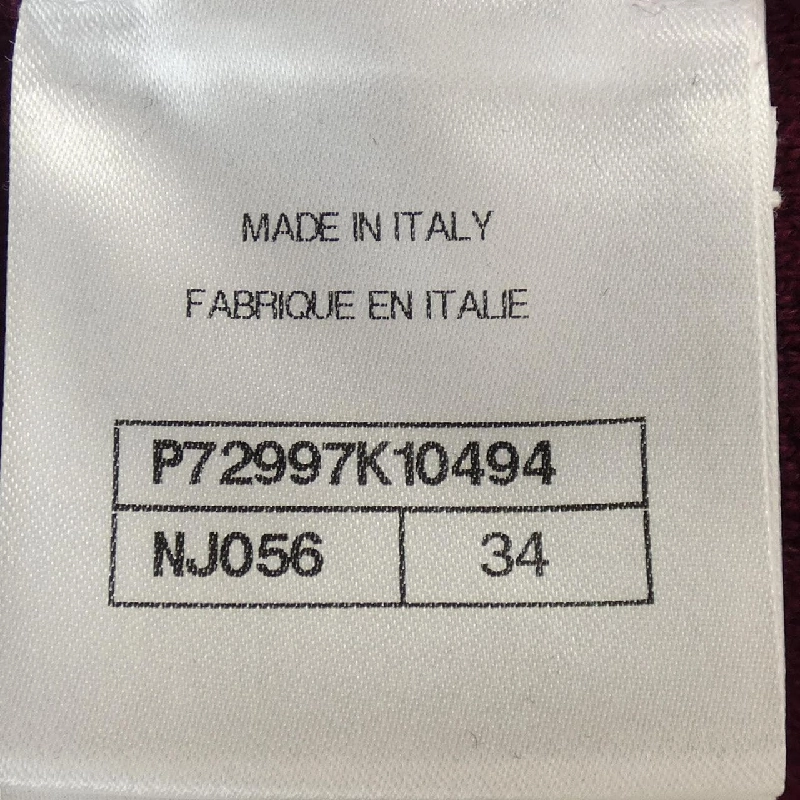 MADE IN ITALY
FABRIQUE EN ITALIE
P72997K10494
NJ056 34